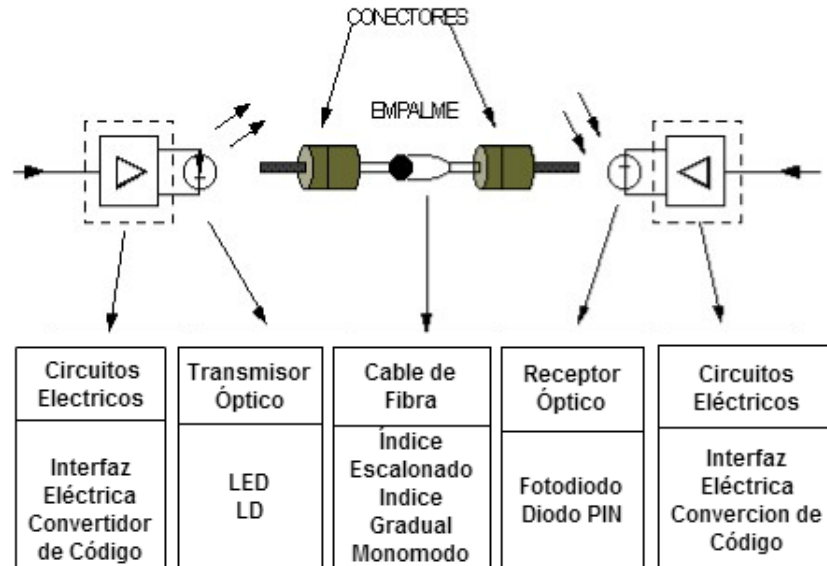 CONECTORES
EMPALME
Circuitos
Electricos
Interfaz
Eléctrica
Convertidor
de Código
Transmisor
Óptico
LED
LD
Cable de
Fibra
Índice
Escalonado
Indice
Gradual
Monomodo
Receptor
Óptico
Fotodiodo
Diodo PIN
Circuitos
Eléctricos
Interfaz
Eléctrica
Convercion de
Código